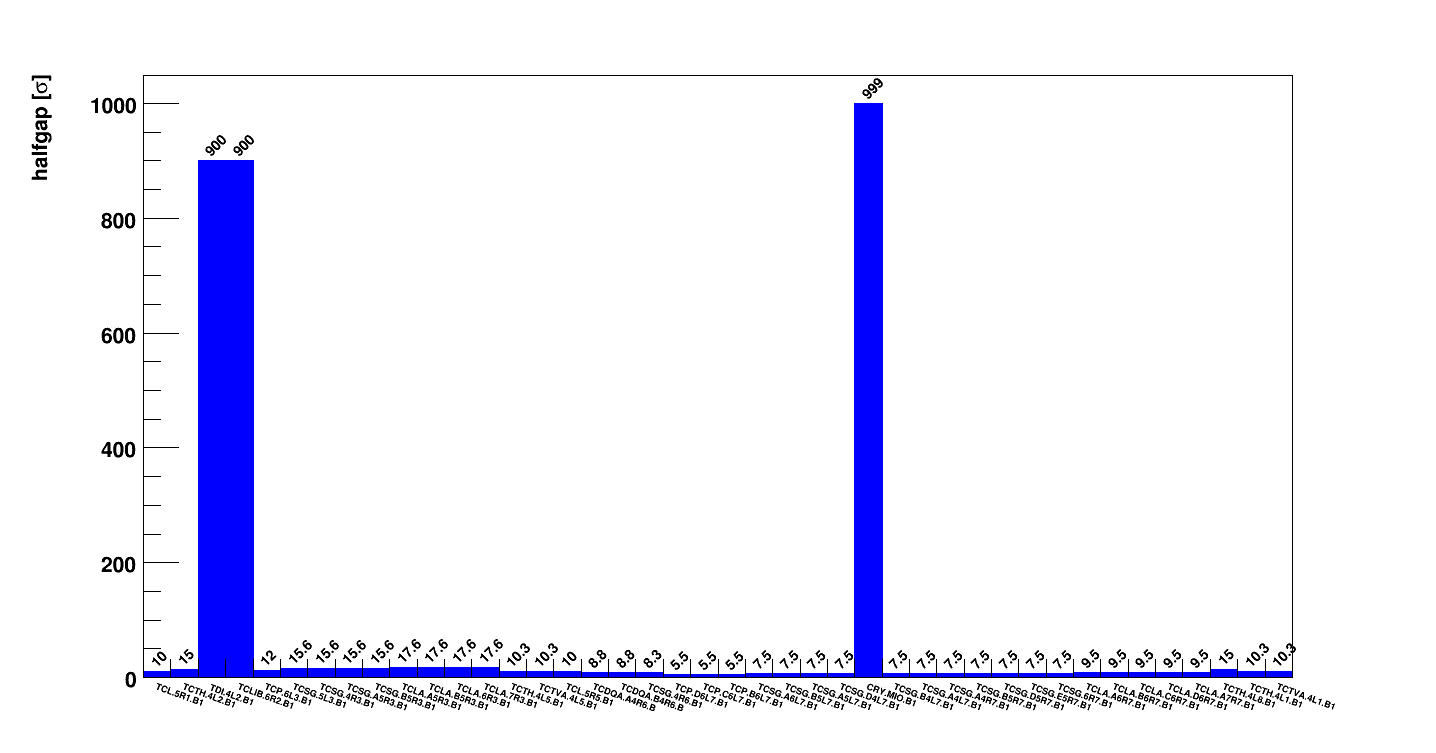 halfgap [σ]
1000
800
600
400
200
0
10
15
900
900
12
15.6
15.6
15.6
15.6
17.6
17.6
17.6
17.6
10.3
10.3
10
8.8
8.8
8.3
5.5
5.5
5.5
7.5
7.5
7.5
7.5
999
7.5
7.5
7.5
7.5
7.5
7.5
7.5
9.5
9.5
9.5
9.5
9.5
15
10.3
10.3
TCL.5R1.B1
TCTH.4L2.B1
TDI.4L2.B1
TCLIB.6R2.B1
TCP.6L3.B1
TCSG.5L3.B1
TCSG.4R3.B1
TCSG.A5R3.B1
TCSG.B5R3.B1
TCLA.A5R3.B1
TCLA.B5R3.B1
TCLA.6R3.B1
TCLA.7R3.B1
TCTH.4L5.B1
TCTVA.4L5.B1
TCL.5R5.B1
TCDQA.A4R6.B
TCDQA.B4R6.B
TCSG.4R6.B1
TCP.D6L7.B1
TCP.C6L7.B1
TCP.B6L7.B1
TCSG.A6L7.B1
TCSG.B5L7.B1
TCSG.A5L7.B1
TCSG.D4L7.B1
CRY.MIO.B1
TCSG.B4L7.B1
TCSG.A4L7.B1
TCSG.A4R7.B1
TCSG.B5R7.B1
TCSG.D5R7.B1
TCSG.E5R7.B1
TCSG.6R7.B1
TCLA.A6R7.B1
TCLA.B6R7.B1
TCLA.C6R7.B1
TCLA.D6R7.B1
TCLA.A7R7.B1
TCTH.4L8.B1
TCTH.4L1.B1
TCTVA.4L1.B1